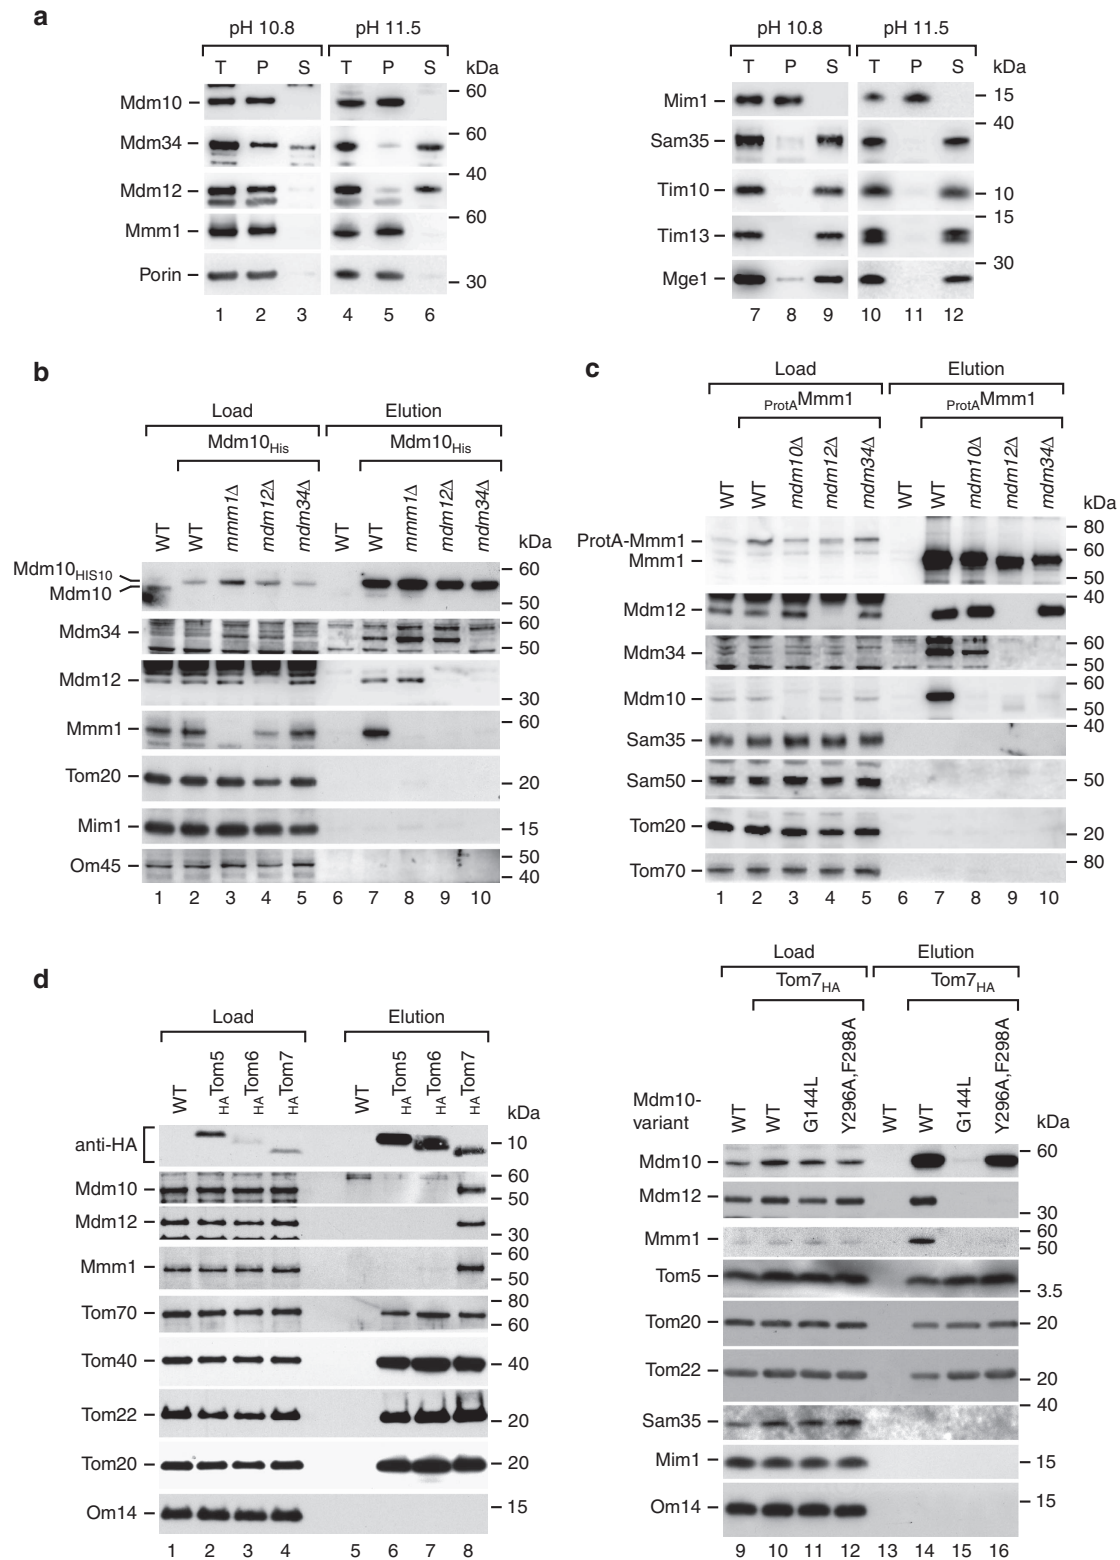 a
pH 10.8 pH 11.5
T P S T P S kDa
Mdm10 60
Mdm34 60
Mdm12 40
Mmm1 60
Porin 30
1 2 3 4 5 6
pH 10.8 pH 11.5
T P S T P S kDa
Mim1 15
Sam35 40
Tim10 10
Tim13 15
Mge1 30
7 8 9 10 11 12
b
Load Elution
Mdm10His Mdm10His
WT WT mmm1Δ mdm12Δ mdm34Δ WT WT mmm1Δ mdm12Δ mdm34Δ kDa
Mdm10HIS10 60
Mdm10 50
Mdm34 60
50
Mdm12 30
Mmm1 60
Tom20 20
Mim1 15
Om45 50
40
1 2 3 4 5 6 7 8 9 10
c
Load Elution
ProtAMmm1 ProtAMmm1
WT WT mdm10Δ mdm12Δ mdm34Δ WT WT mdm10Δ mdm12Δ mdm34Δ kDa
80
ProtA-Mmm1 60
Mmm1 50
Mdm12 40
Mdm34 60
50
Mdm10 60
50
Sam35 40
Sam50 50
Tom20 20
Tom70 80
1 2 3 4 5 6 7 8 9 10
d
Load Elution
WT HATom5 HATom6 HATom7 WT HATom5 HATom6 HATom7 kDa
anti-HA 10
Mdm10 60
50
Mdm12 30
Mmm1 60
50
Tom70 80
60
Tom40 40
Tom22 20
Tom20 20
Om14 15
1 2 3 4 5 6 7 8
Load Elution
Tom7HA Tom7HA
Mdm10-
variant WT WT G144L Y296A,F298A WT WT G144L Y296A,F298A kDa
Mdm10 60
Mdm12 30
Mmm1 60
50
Tom5 3.5
Tom20 20
Tom22 20
Sam35 40
Mim1 15
Om14 15
9 10 11 12 13 14 15 16